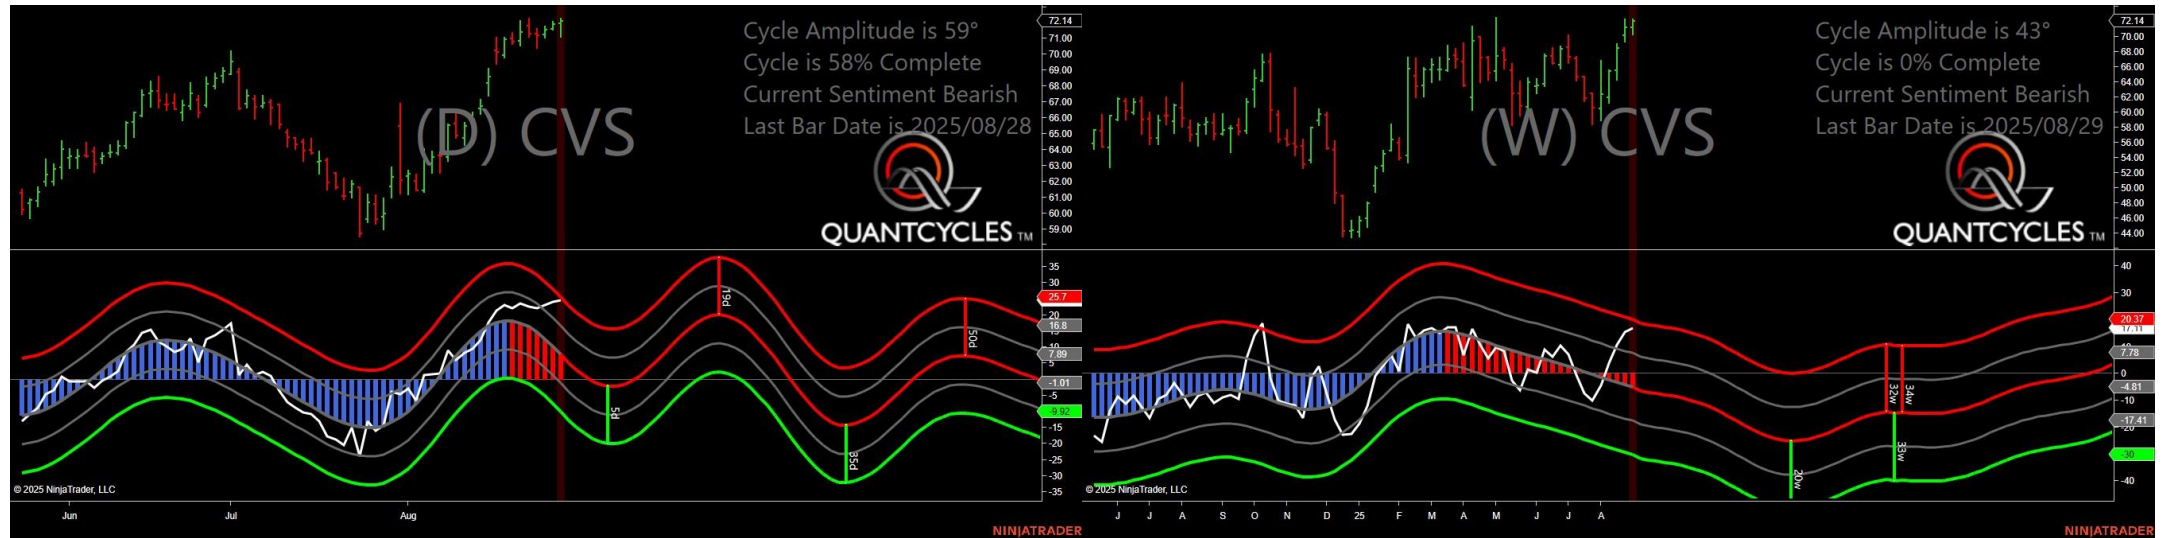 Cycle Amplitude is 59°
Cycle is 58% Complete
Current Sentiment Bearish
Last Bar Date is 2025/08/28
(D) CVS
QUANTCYCLES TM
72.14
71.00
70.00
69.00
68.00
67.00
66.00
65.00
64.00
63.00
62.00
61.00
60.00
59.00
35
30
25.7
16.8
10
7.89
5
-1.01
-5
-9.92
-15
-20
-25
-30
-35
5d
19d
35d
50d
© 2025 NinjaTrader, LLC
Jun
Jul
Aug
NINJATRADER
Cycle Amplitude is 43°
Cycle is 0% Complete
Current Sentiment Bearish
Last Bar Date is 2025/08/29
(W) CVS
QUANTCYCLES TM
72.14
70.00
68.00
66.00
64.00
62.00
60.00
58.00
56.00
54.00
52.00
50.00
48.00
46.00
44.00
40
30
20.37
17.11
7.78
0
-4.81
-10
-17.41
-20
-30
-40
20w
32w
33w
34w
© 2025 NinjaTrader, LLC
J
J
A
S
O
N
D
25
F
M
A
M
J
J
A
NINJATRADER